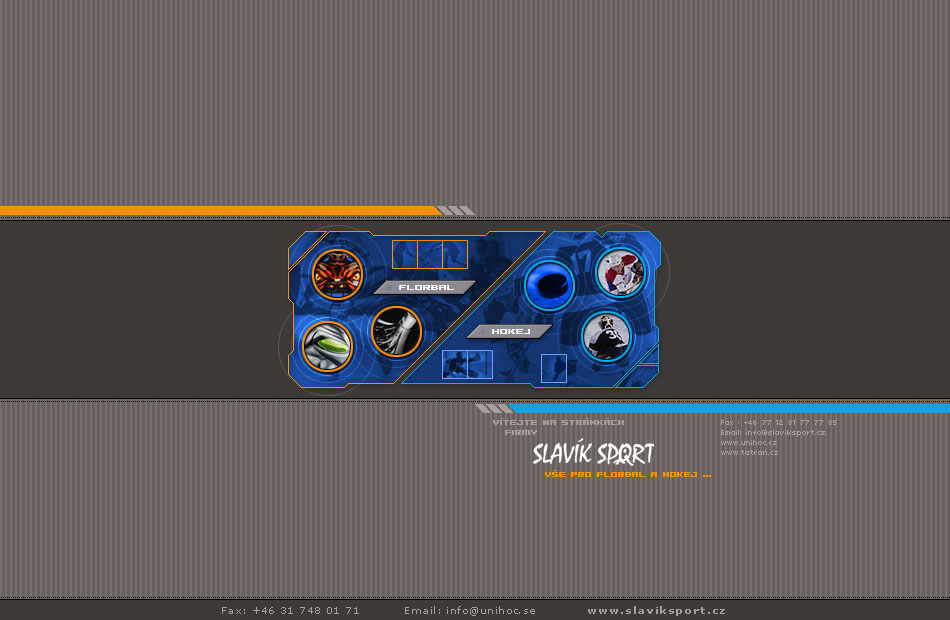 FLORBAL
HOKEJ
VÍTEJTE NA STRÁNKÁCH
FIRMY
SLAVÍK SPORT
VŠE PRO FLORBAL A HOKEJ ...
Fax : +46 77 12 81 77 77 85
Email: info@slaviksport.cz
www.unihoc.cz
www.tatran.cz
Fax: +46 31 748 01 71
Email: info@unihoc.se
www.slaviksport.cz